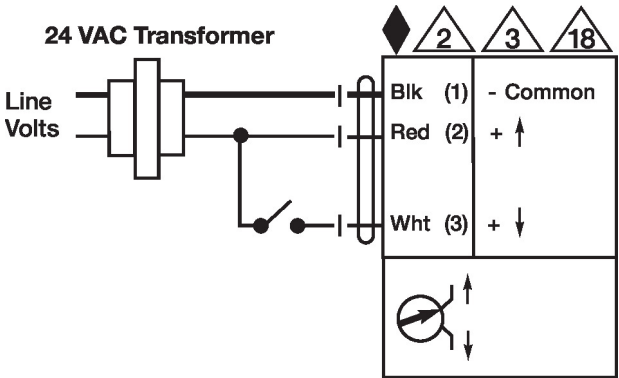 24 VAC Transformer
2
3
18
Line
Volts
Blk (1) - Common
Red (2) +
Wht (3) +